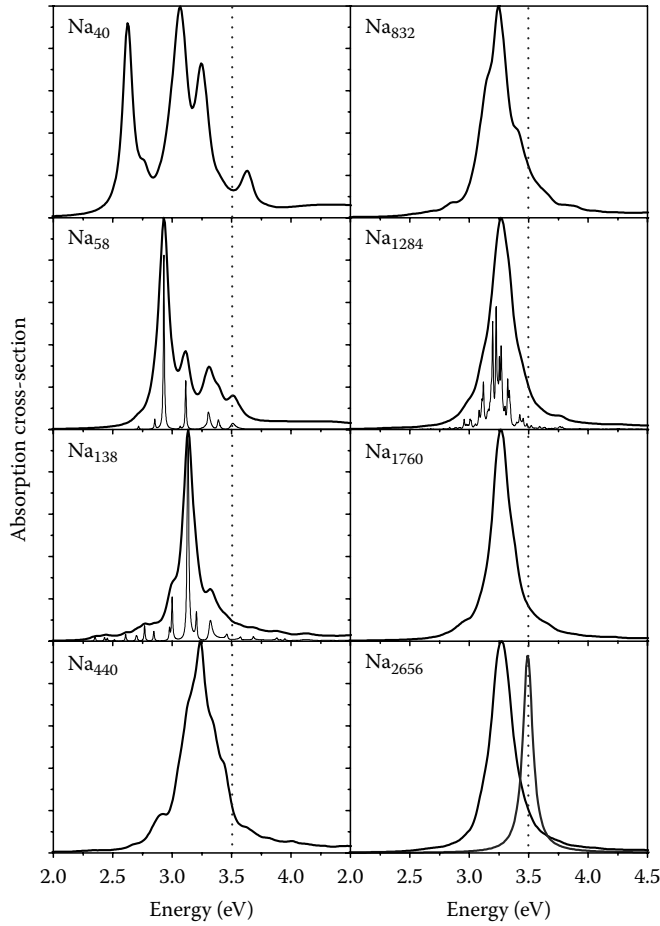 Absorption cross-section
Na₄₀
Na₈₃₂
Na₅₈
Na₁₂₈₄
Na₁₃₈
Na₁₇₆₀
Na₄₄₀
Na₂₆₅₆
2.0 2.5 3.0 3.5 4.0 2.0 2.5 3.0 3.5 4.0 4.5
Energy (eV) Energy (eV)